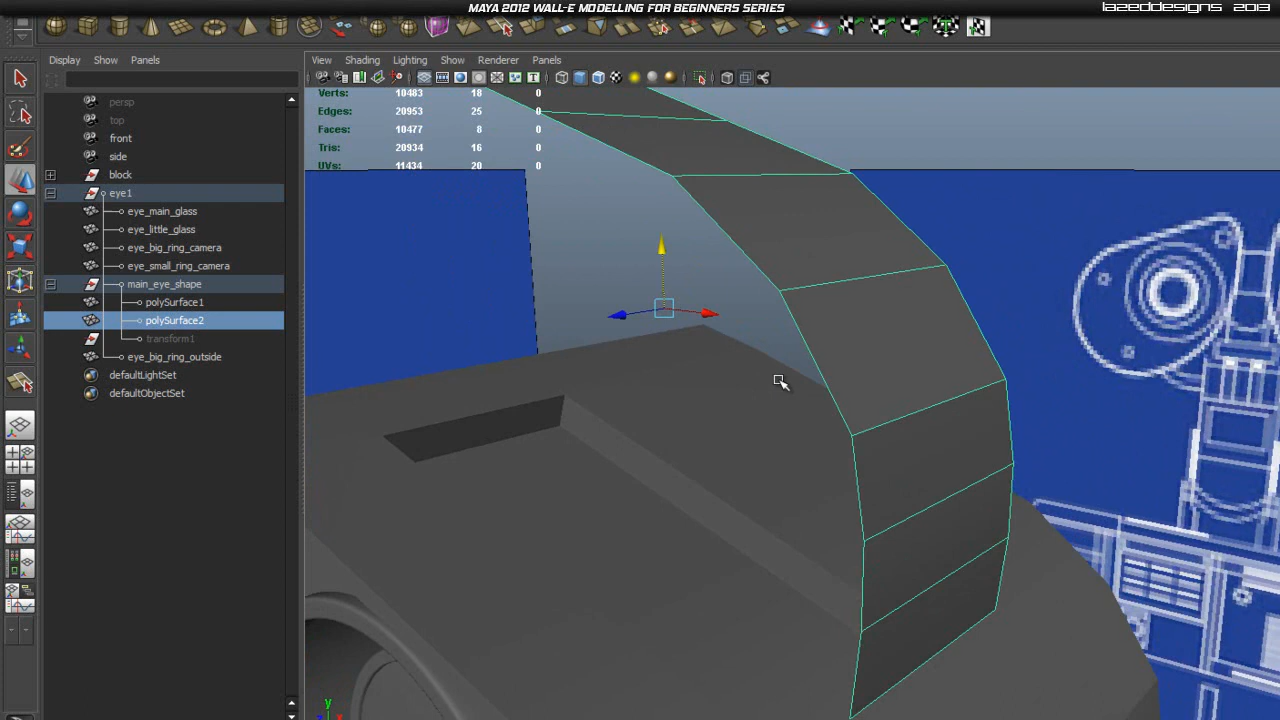 MAYA 2012 WALL-E MODELLING FOR BEGINNERS SERIES
lazeddesigns 2013
Display Show Panels
View Shading Lighting Show Renderer Panels
persp
top
front
side
block
eye1
eye_main_glass
eye_little_glass
eye_big_ring_camera
eye_small_ring_camera
main_eye_shape
polySurface1
polySurface2
transform1
eye_big_ring_outside
defaultLightSet
defaultObjectSet
Verts: 10483 18 0
Edges: 20953 25 0
Faces: 10477 8 0
Tris: 20934 16 0
UVs: 11434 20 0
y